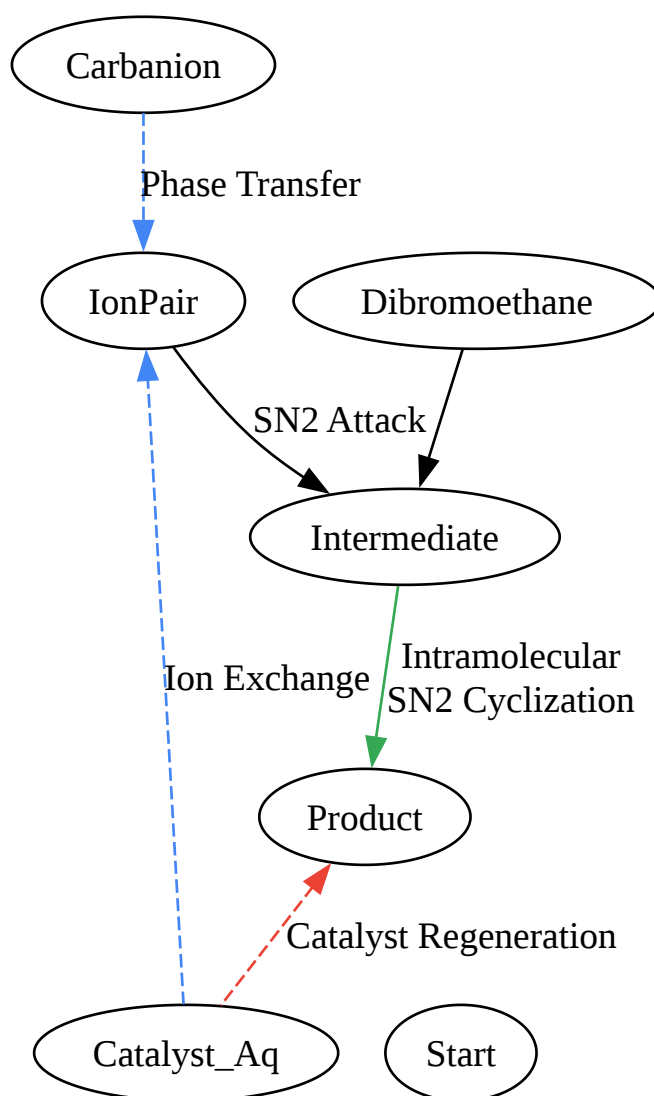 Carbanion
Phase Transfer
IonPair
Dibromoethane
SN2 Attack
Intermediate
Ion Exchange
Intramolecular
SN2 Cyclization
Product
Catalyst Regeneration
Catalyst_Aq
Start